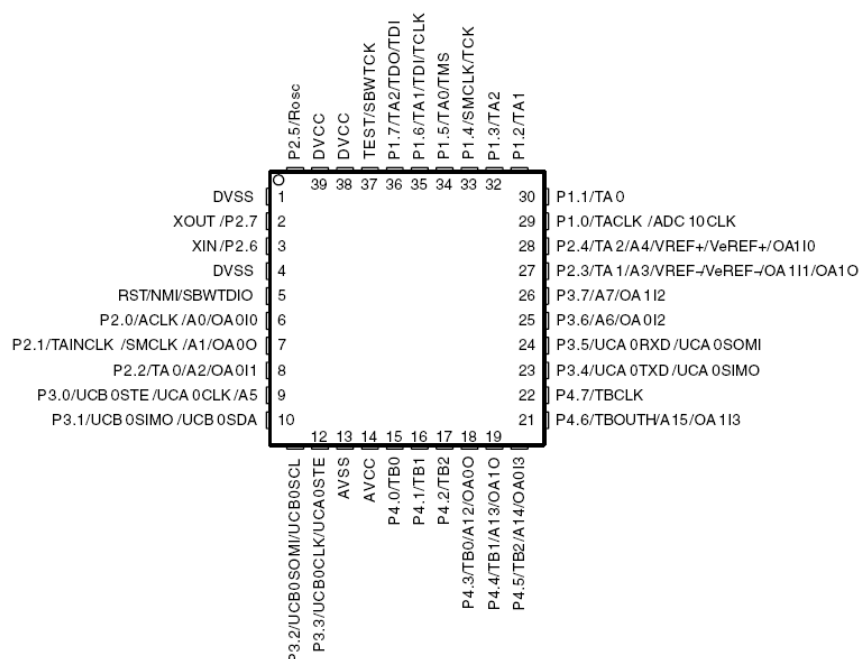 P2.5/Rosc
DVCC
DVCC
TEST/SBWTCK
P1.7/TA2/TDO/TDI
P1.6/TA1/TDI/TCLK
P1.5/TA0/TMS
P1.4/SMCLK/TCK
P1.3/TA2
P1.2/TA1
39 38 37 36 35 34 33 32
DVSS 1 30 P1.1/TA0
XOUT/P2.7 2 29 P1.0/TACLK/ADC10CLK
XIN/P2.6 3 28 P2.4/TA2/A4/VREF+/VeREF+/OA1I0
DVSS 4 27 P2.3/TA1/A3/VREF-/VeREF-/OA1I1/OA1O
RST/NMI/SBWTDIO 5 26 P3.7/A7/OA1I2
P2.0/ACLK/A0/OA0I0 6 25 P3.6/A6/OA0I2
P2.1/TAINCLK/SMCLK/A1/OA0O 7 24 P3.5/UCA0RXD/UCA0SOMI
P2.2/TA0/A2/OA0I1 8 23 P3.4/UCA0TXD/UCA0SIMO
P3.0/UCB0STE/UCA0CLK/A5 9 22 P4.7/TBCLK
P3.1/UCB0SIMO/UCB0SDA 10 21 P4.6/TBOUTH/A15/OA1I3
12 13 14 15 16 17 18 19
P3.2/UCB0SOMI/UCB0SCL
P3.3/UCB0CLK/UCA0STE
AVSS
AVCC
P4.0/TB0
P4.1/TB1
P4.2/TB2
P4.3/TB0/A12/OA0O
P4.4/TB1/A13/OA1O
P4.5/TB2/A14/OA0I3